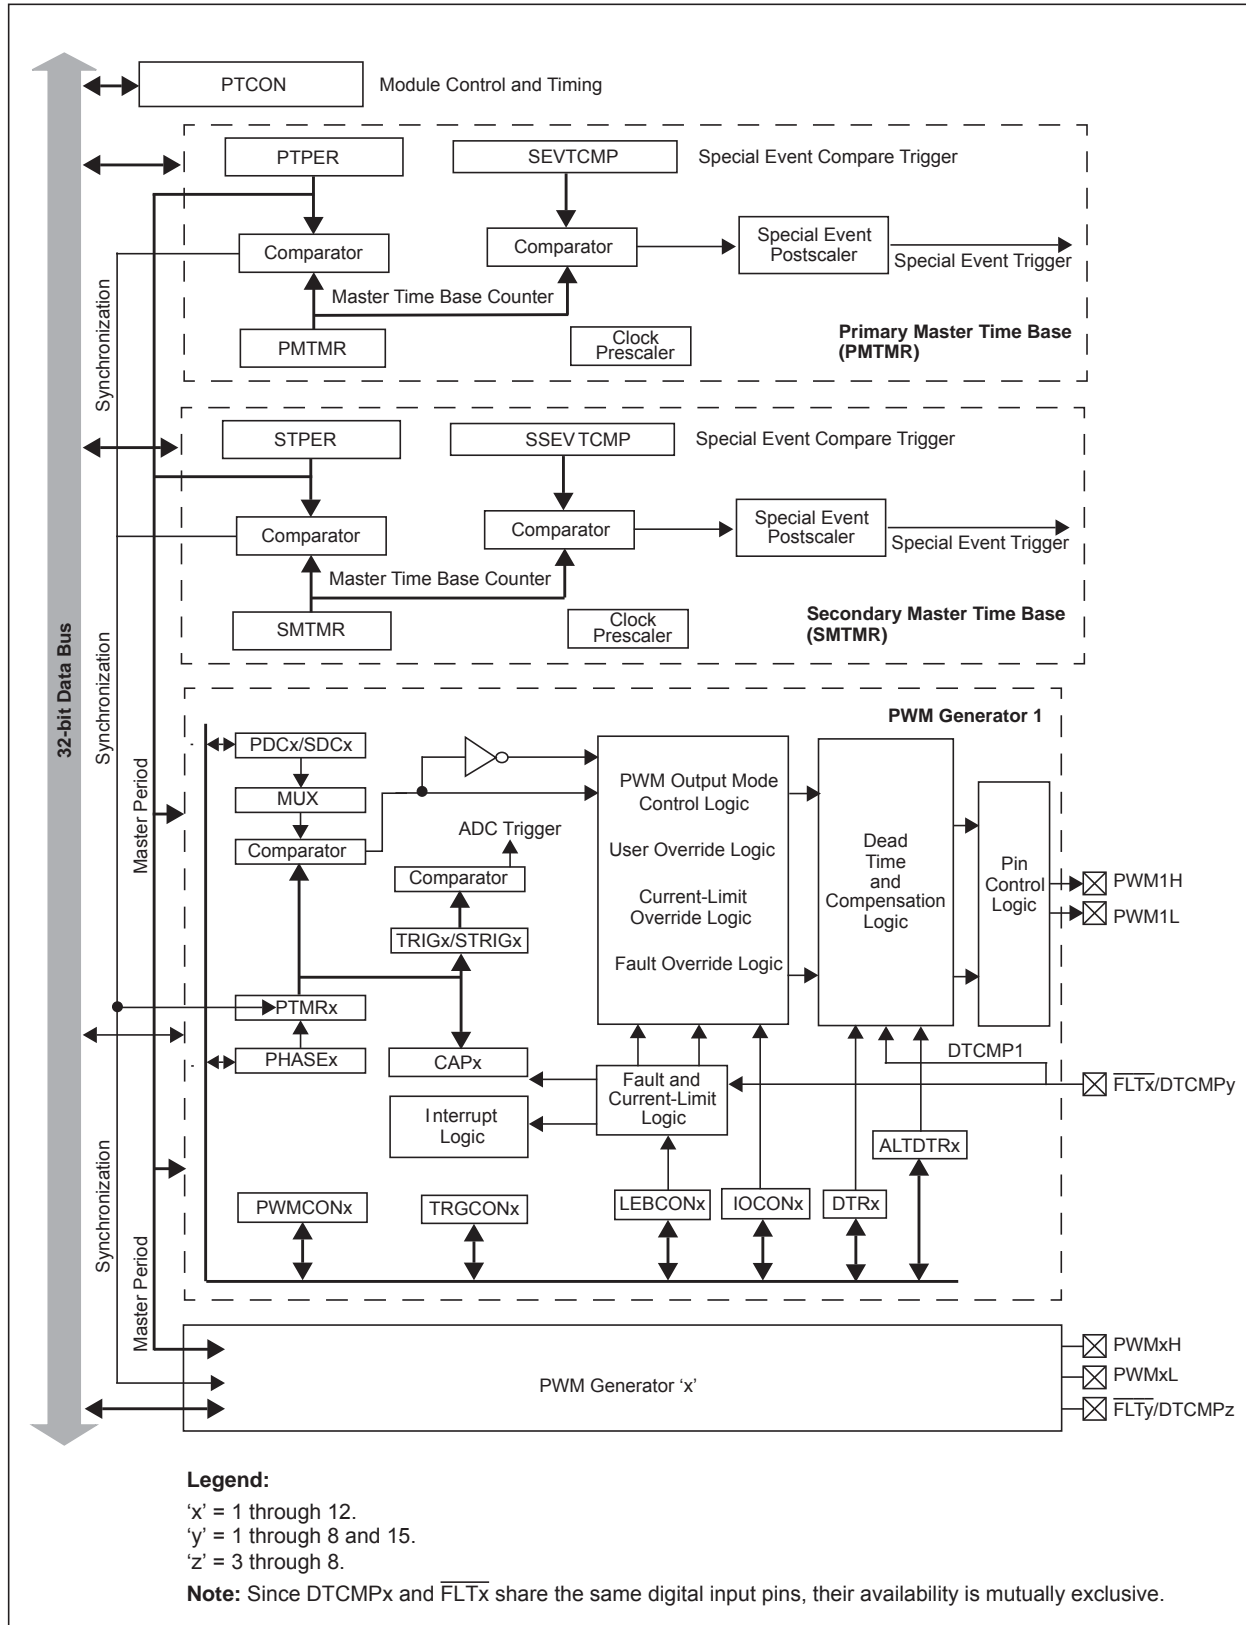 PTCON
Module Control and Timing
PTPER
SEVTCMP
Special Event Compare Trigger
Comparator
Comparator
Special Event
Postscaler
Special Event Trigger
Master Time Base Counter
PMTMR
Clock
Prescaler
Primary Master Time Base
(PMTMR)
Synchronization
STPER
SSEVTCMP
Special Event Compare Trigger
Comparator
Comparator
Special Event
Postscaler
Special Event Trigger
Master Time Base Counter
SMTMR
Clock
Prescaler
Secondary Master Time Base
(SMTMR)
32-bit Data Bus
Synchronization
Master Period
PWM Generator 1
PDCx/SDCx
MUX
Comparator
ADC Trigger
Comparator
TRIGx/STRIGx
PWM Output Mode
Control Logic
User Override Logic
Current-Limit
Override Logic
Fault Override Logic
Dead
Time
and
Compensation
Logic
Pin
Control
Logic
PWM1H
PWM1L
PTMRx
PHASEx
CAPx
Interrupt
Logic
Fault and
Current-Limit
Logic
DTCMP1
F̅L̅T̅x̅/DTCMPy
ALTDTRx
PWMCONx
TRGCONx
LEBCONx
IOCONx
DTRx
Synchronization
Master Period
PWM Generator ‘x’
PWMxH
PWMxL
F̅L̅T̅y̅/DTCMPz
Legend:
‘x’ = 1 through 12.
‘y’ = 1 through 8 and 15.
‘z’ = 3 through 8.
Note: Since DTCMPx and F̅L̅T̅x̅ share the same digital input pins, their availability is mutually exclusive.